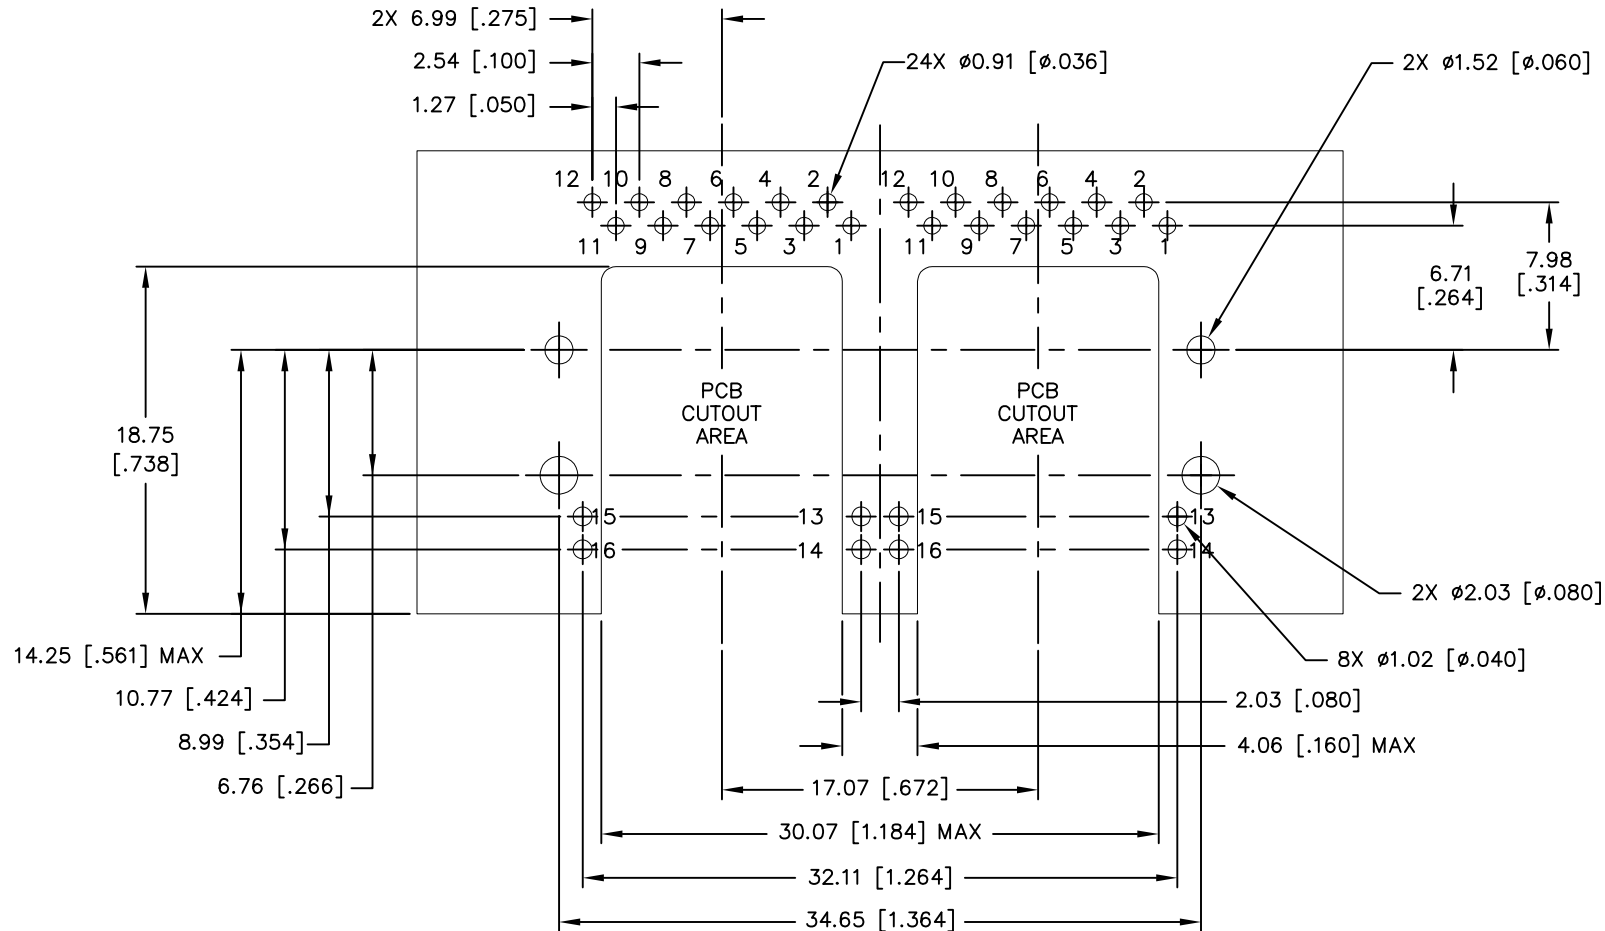 2X 6.99 [.275]
2.54 [.100]
24X ø0.91 [ø.036]
2X ø1.52 [ø.060]
1.27 [.050]
12 10 8 6 4 2 12 10 8 6 4 2
11 9 7 5 3 1 11 9 7 5 3 1
7.98
[.314]
6.71
[.264]
PCB
CUTOUT
AREA
PCB
CUTOUT
AREA
18.75
[.738]
15 13 15 13
16 14 16 14
2X ø2.03 [ø.080]
14.25 [.561] MAX
8X ø1.02 [ø.040]
10.77 [.424]
2.03 [.080]
8.99 [.354]
4.06 [.160] MAX
6.76 [.266]
17.07 [.672]
30.07 [1.184] MAX
32.11 [1.264]
34.65 [1.364]